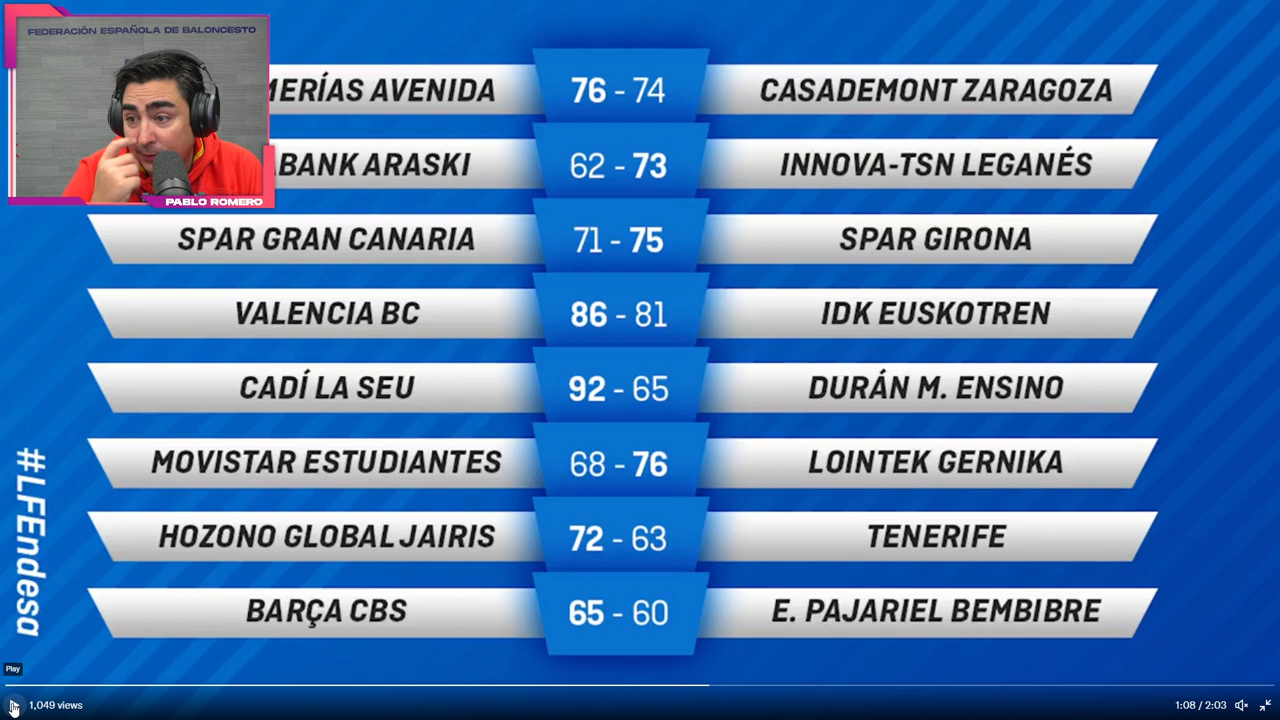 FEDERACIÓN ESPAÑOLA DE BALONCESTO
PABLO ROMERO
AVENIDA 76 - 74 CASADEMONT ZARAGOZA
ARASKI 62 - 73 INNOVA-TSN LEGANÉS
SPAR GRAN CANARIA 71 - 75 SPAR GIRONA
VALENCIA BC 86 - 81 IDK EUSKOTREN
CADÍ LA SEU 92 - 65 DURÁN M. ENSINO
MOVISTAR ESTUDIANTES 68 - 76 LOINTEK GERNIKA
HOZONO GLOBAL JAIRIS 72 - 63 TENERIFE
BARÇA CBS 65 - 60 E. PAJARIEL BEMBIBRE
#LFEndesa
Play
1,049 views
1:08 / 2:03